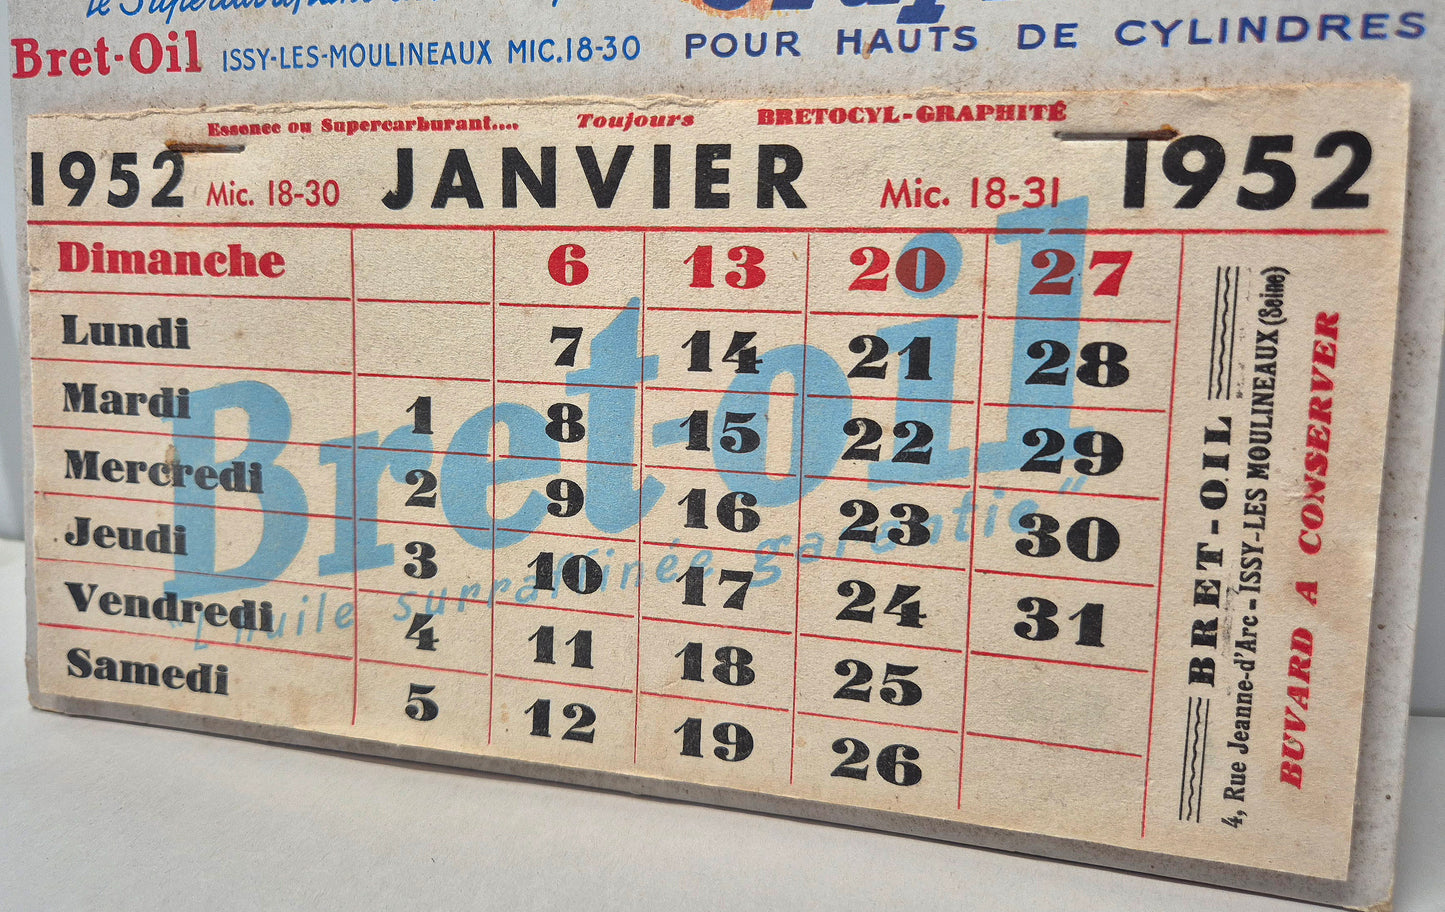 le
Bret-Oil ISSY-LES-MOULINEAUX MIC.18-30 POUR HAUTS DE CYLINDRES
Essence ou Supercarburant.... Toujours BRETOCYL-GRAPHITÉ
1952 Mic. 18-30 JANVIER Mic. 18-31 1952
Dimanche 6 13 20 27
Lundi 7 14 21 28
Mardi 1 8 15 22 29
Mercredi 2 9 16 23 30
Jeudi 3 10 17 24 31
Vendredi 4 11 18 25
Samedi 5 12 19 26
Bret-oil
"L'Huile surraffinée garantie"
BRET-OIL
4, Rue Jeanne-d'Arc - ISSY-LES MOULINEAUX (Seine)
BUVARD A CONSERVER